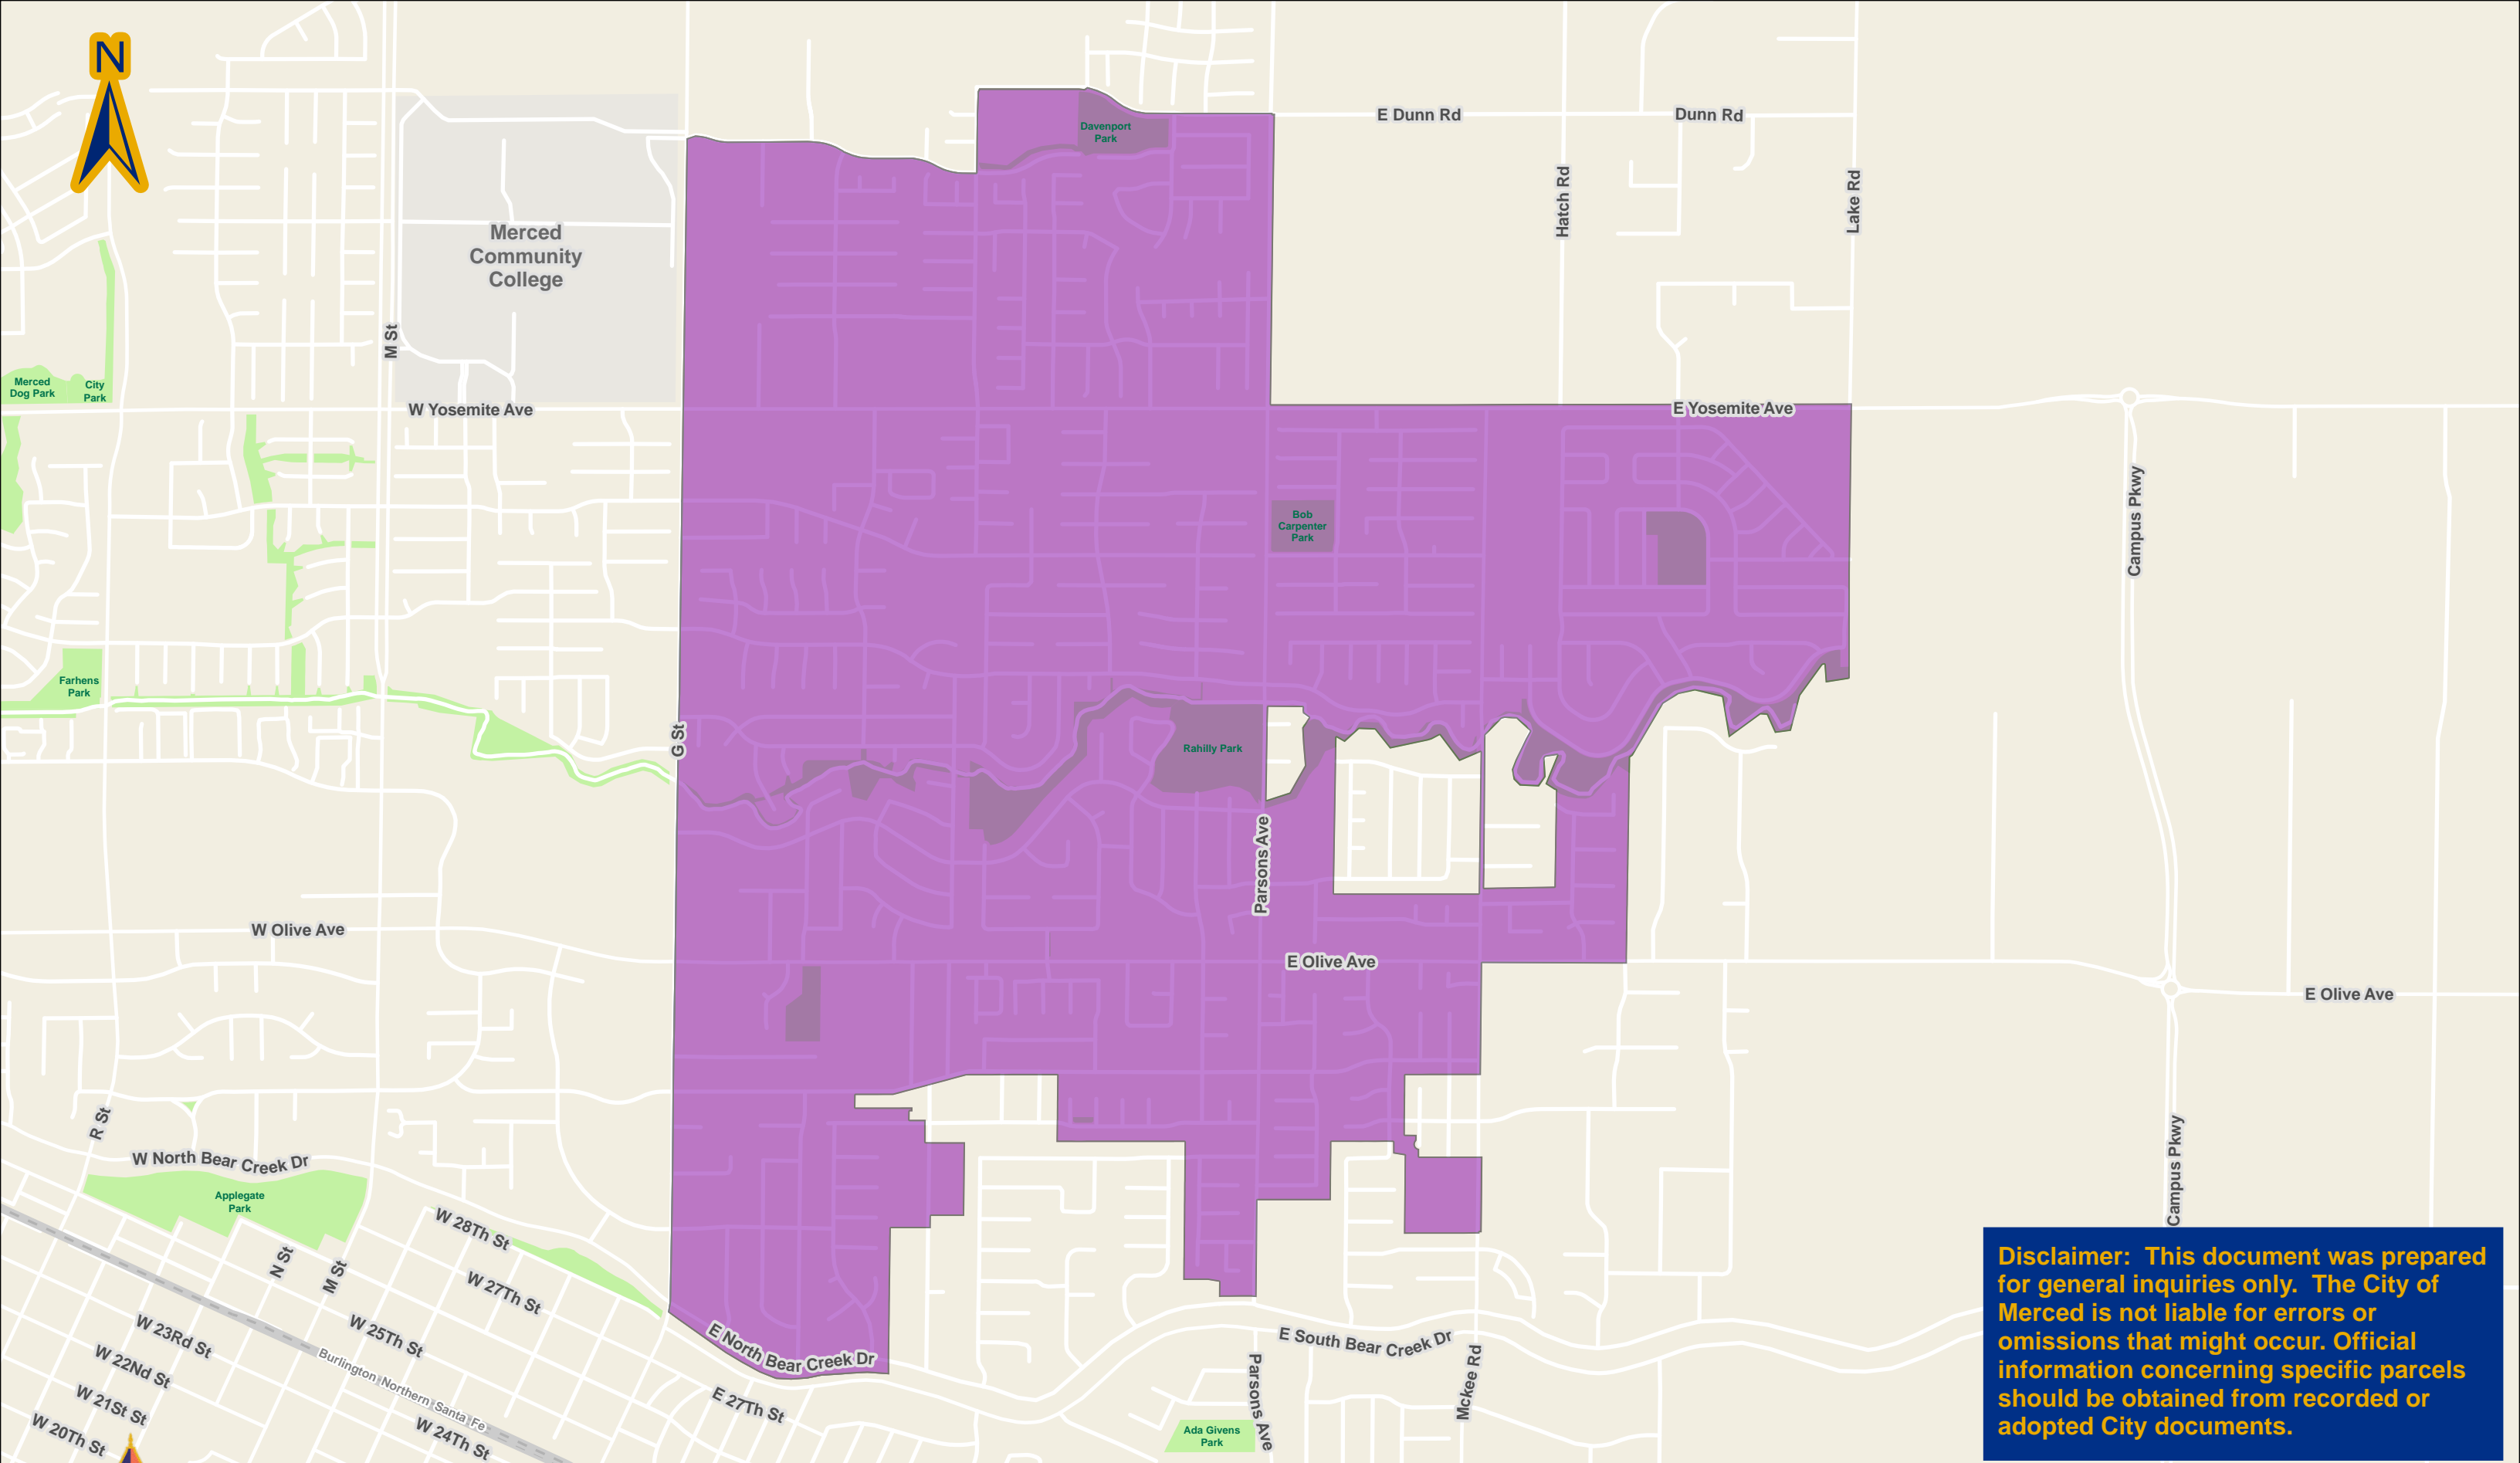 N
Davenport
Park
E Dunn Rd
Dunn Rd
Hatch Rd
Lake Rd
Merced
Community
College
M St
Merced
Dog Park
City
Park
W Yosemite Ave
E Yosemite Ave
Campus Pkwy
Bob
Carpenter
Park
Farhens
Park
G St
Rahilly Park
Parsons Ave
W Olive Ave
E Olive Ave
E Olive Ave
R St
W North Bear Creek Dr
Applegate
Park
Campus Pkwy
W 28Th St
N St
M St
W 27Th St
W 23Rd St
W 25Th St
E North Bear Creek Dr
E South Bear Creek Dr
W 22Nd St
Burlington Northern Santa Fe
Parsons Ave
Mckee Rd
W 21St St
E 27Th St
W 20Th St
W 24Th St
Ada Givens
Park
Disclaimer:  This document was prepared
for general inquiries only.  The City of
Merced is not liable for errors or
omissions that might occur. Official
information concerning specific parcels
should be obtained from recorded or
adopted City documents.